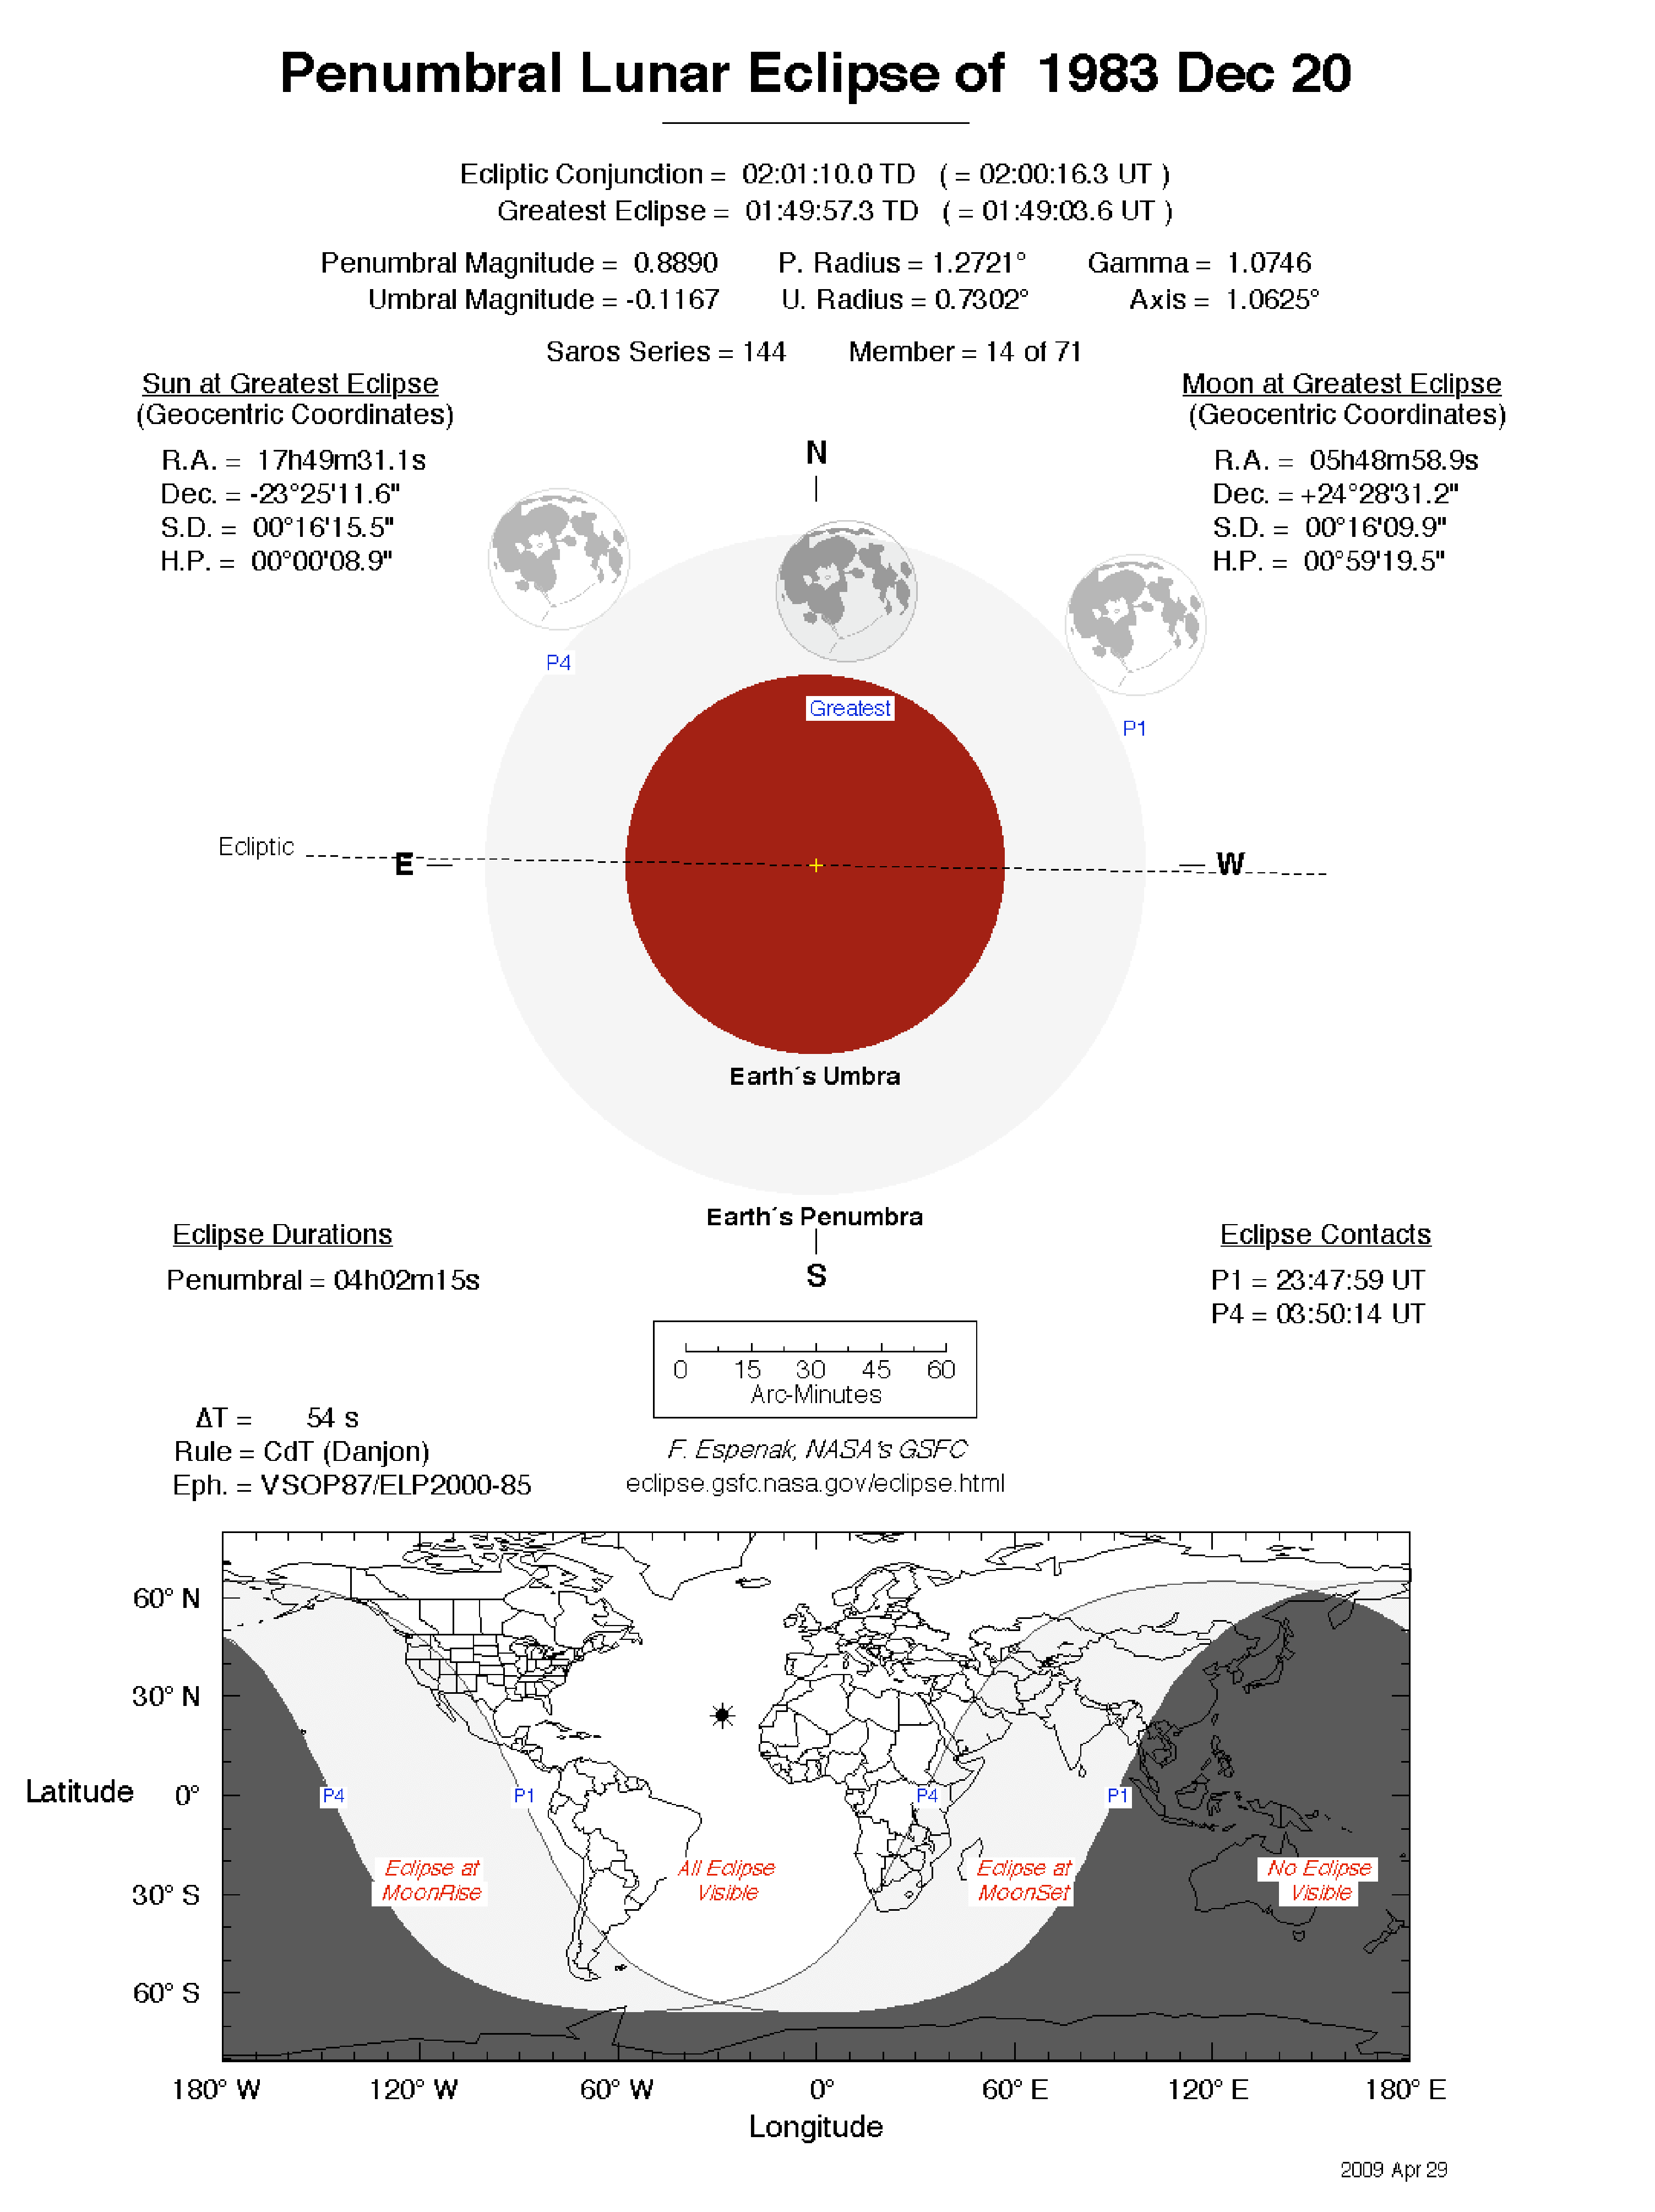 Penumbral Lunar Eclipse of 1983 Dec 20
Ecliptic Conjunction = 02:01:10.0 TD ( = 02:00:16.3 UT )
Greatest Eclipse = 01:49:57.3 TD ( = 01:49:03.6 UT )
Penumbral Magnitude = 0.8890 P. Radius = 1.2721° Gamma = 1.0746
Umbral Magnitude = -0.1167 U. Radius = 0.7302° Axis = 1.0625°
Saros Series = 144 Member = 14 of 71
Sun at Greatest Eclipse
(Geocentric Coordinates)
R.A. = 17h49m31.1s
Dec. = -23°25'11.6"
S.D. = 00°16'15.5"
H.P. = 00°00'08.9"
Moon at Greatest Eclipse
(Geocentric Coordinates)
R.A. = 05h48m58.9s
Dec. = +24°28'31.2"
S.D. = 00°16'09.9"
H.P. = 00°59'19.5"
N
P4
Greatest
P1
Ecliptic
E
W
Earth´s Umbra
Earth´s Penumbra
S
Eclipse Durations
Penumbral = 04h02m15s
Eclipse Contacts
P1 = 23:47:59 UT
P4 = 03:50:14 UT
0 15 30 45 60
Arc-Minutes
ΔT = 54 s
Rule = CdT (Danjon)
Eph. = VSOP87/ELP2000-85
F. Espenak, NASA's GSFC
eclipse.gsfc.nasa.gov/eclipse.html
60° N
30° N
Latitude 0°
30° S
60° S
P4 P1 P4 P1
Eclipse at
MoonRise
All Eclipse
Visible
Eclipse at
MoonSet
No Eclipse
Visible
180° W 120° W 60° W 0° 60° E 120° E 180° E
Longitude
2009 Apr 29